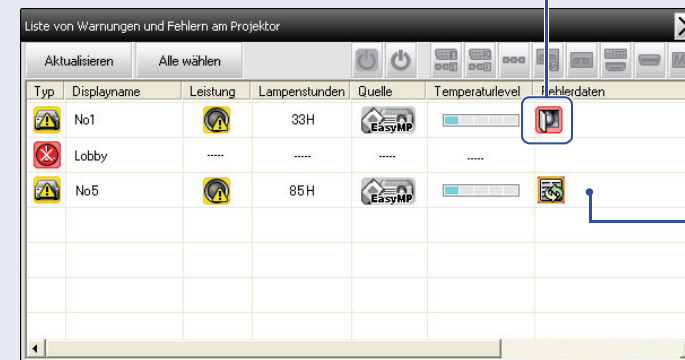 Liste von Warnungen und Fehlern am Projektor
Aktualisieren Alle wählen
Typ Displayname Leistung Lampenstunden Quelle Temperaturlevel Fehlerdaten
No1 33H EasyMP
Lobby ----- ----- ----- -----
No5 85H EasyMP